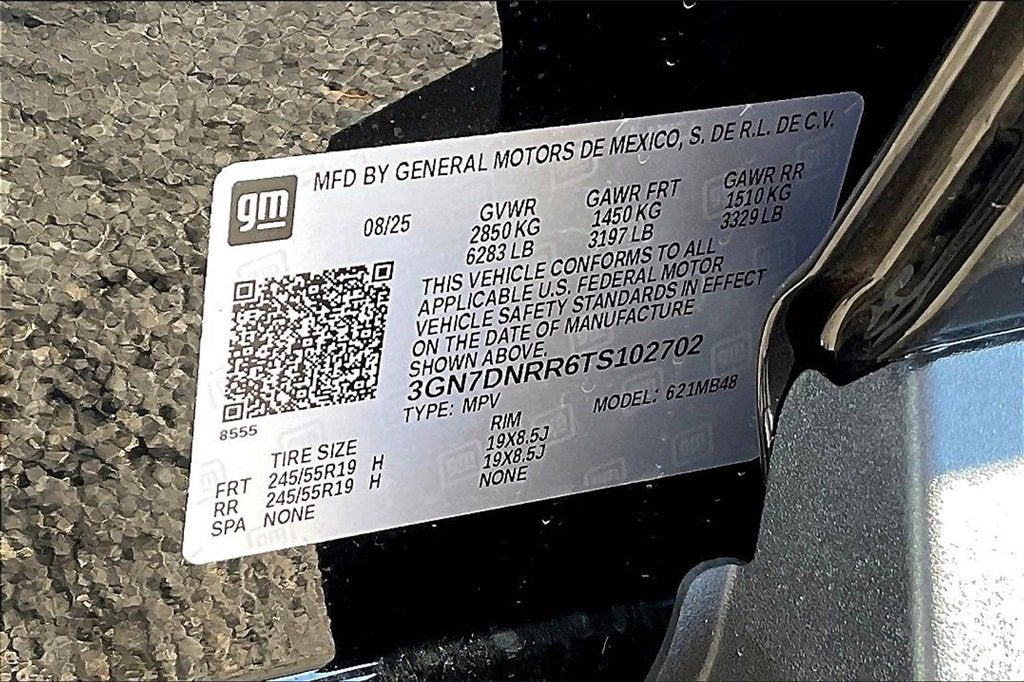 MFD BY GENERAL MOTORS DE MEXICO, S. DE R.L. DE C.V.
gm
08/25
GVWR GAWR FRT GAWR RR
2850 KG 1450 KG 1510 KG
6283 LB 3197 LB 3329 LB
THIS VEHICLE CONFORMS TO ALL
APPLICABLE U.S. FEDERAL MOTOR
VEHICLE SAFETY STANDARDS IN EFFECT
ON THE DATE OF MANUFACTURE
SHOWN ABOVE.
3GN7DNRR6TS102702
TYPE: MPV MODEL: 621MB48
8555
TIRE SIZE RIM
FRT 245/55R19 H 19X8.5J
RR 245/55R19 H 19X8.5J
SPA NONE NONE